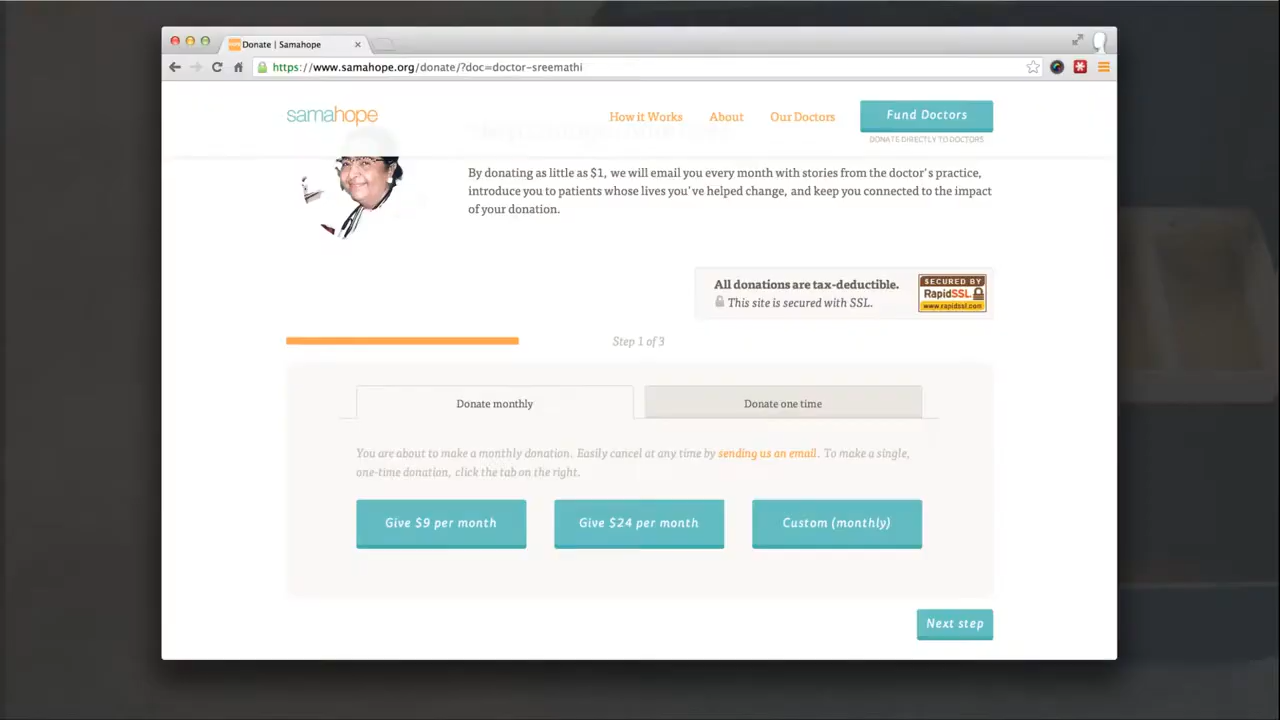 Donate | Samahope
https://www.samahope.org/donate/?doc=doctor-sreemathi
samahope
How it Works
About
Our Doctors
Fund Doctors
DONATE DIRECTLY TO DOCTORS
By donating as little as $1, we will email you every month with stories from the doctor's practice,
introduce you to patients whose lives you've helped change, and keep you connected to the impact
of your donation.
All donations are tax-deductible.
This site is secured with SSL.
SECURED BY
RapidSSL
www.rapidssl.com
Step 1 of 3
Donate monthly
Donate one time
You are about to make a monthly donation. Easily cancel at any time by sending us an email. To make a single,
one-time donation, click the tab on the right.
Give $9 per month
Give $24 per month
Custom (monthly)
Next step